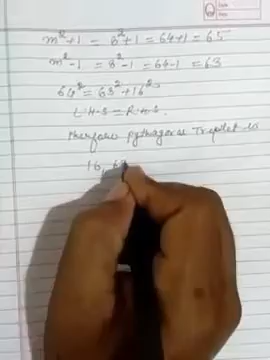 m²+1 = 8²+1 = 64+1 = 65
m²-1 = 8²-1 = 64-1 = 63
64² = 63²+16²
L.H.S = R.H.S.
Therefore pythagoras Triplet is
16, 63